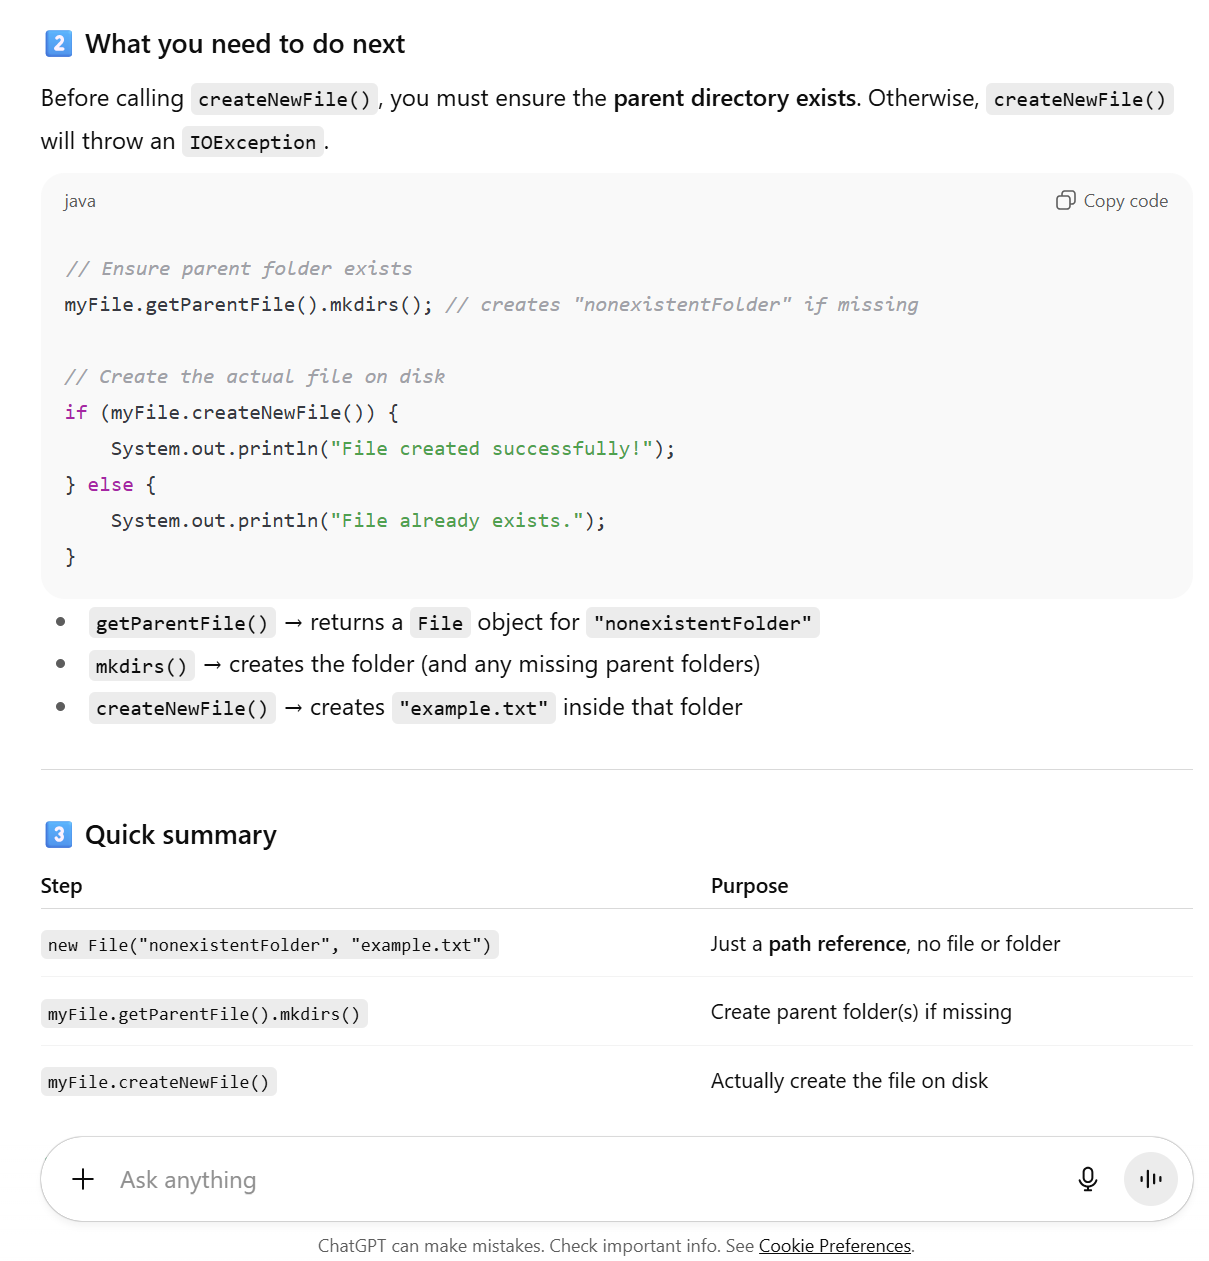 2 What you need to do next
Before calling createNewFile(), you must ensure the parent directory exists. Otherwise, createNewFile()
will throw an IOException.
java
Copy code
// Ensure parent folder exists
myFile.getParentFile().mkdirs(); // creates "nonexistentFolder" if missing
// Create the actual file on disk
if (myFile.createNewFile()) {
    System.out.println("File created successfully!");
} else {
    System.out.println("File already exists.");
}
• getParentFile() → returns a File object for "nonexistentFolder"
• mkdirs() → creates the folder (and any missing parent folders)
• createNewFile() → creates "example.txt" inside that folder
3 Quick summary
Step Purpose
new File("nonexistentFolder", "example.txt") Just a path reference, no file or folder
myFile.getParentFile().mkdirs() Create parent folder(s) if missing
myFile.createNewFile() Actually create the file on disk
Ask anything
ChatGPT can make mistakes. Check important info. See Cookie Preferences.